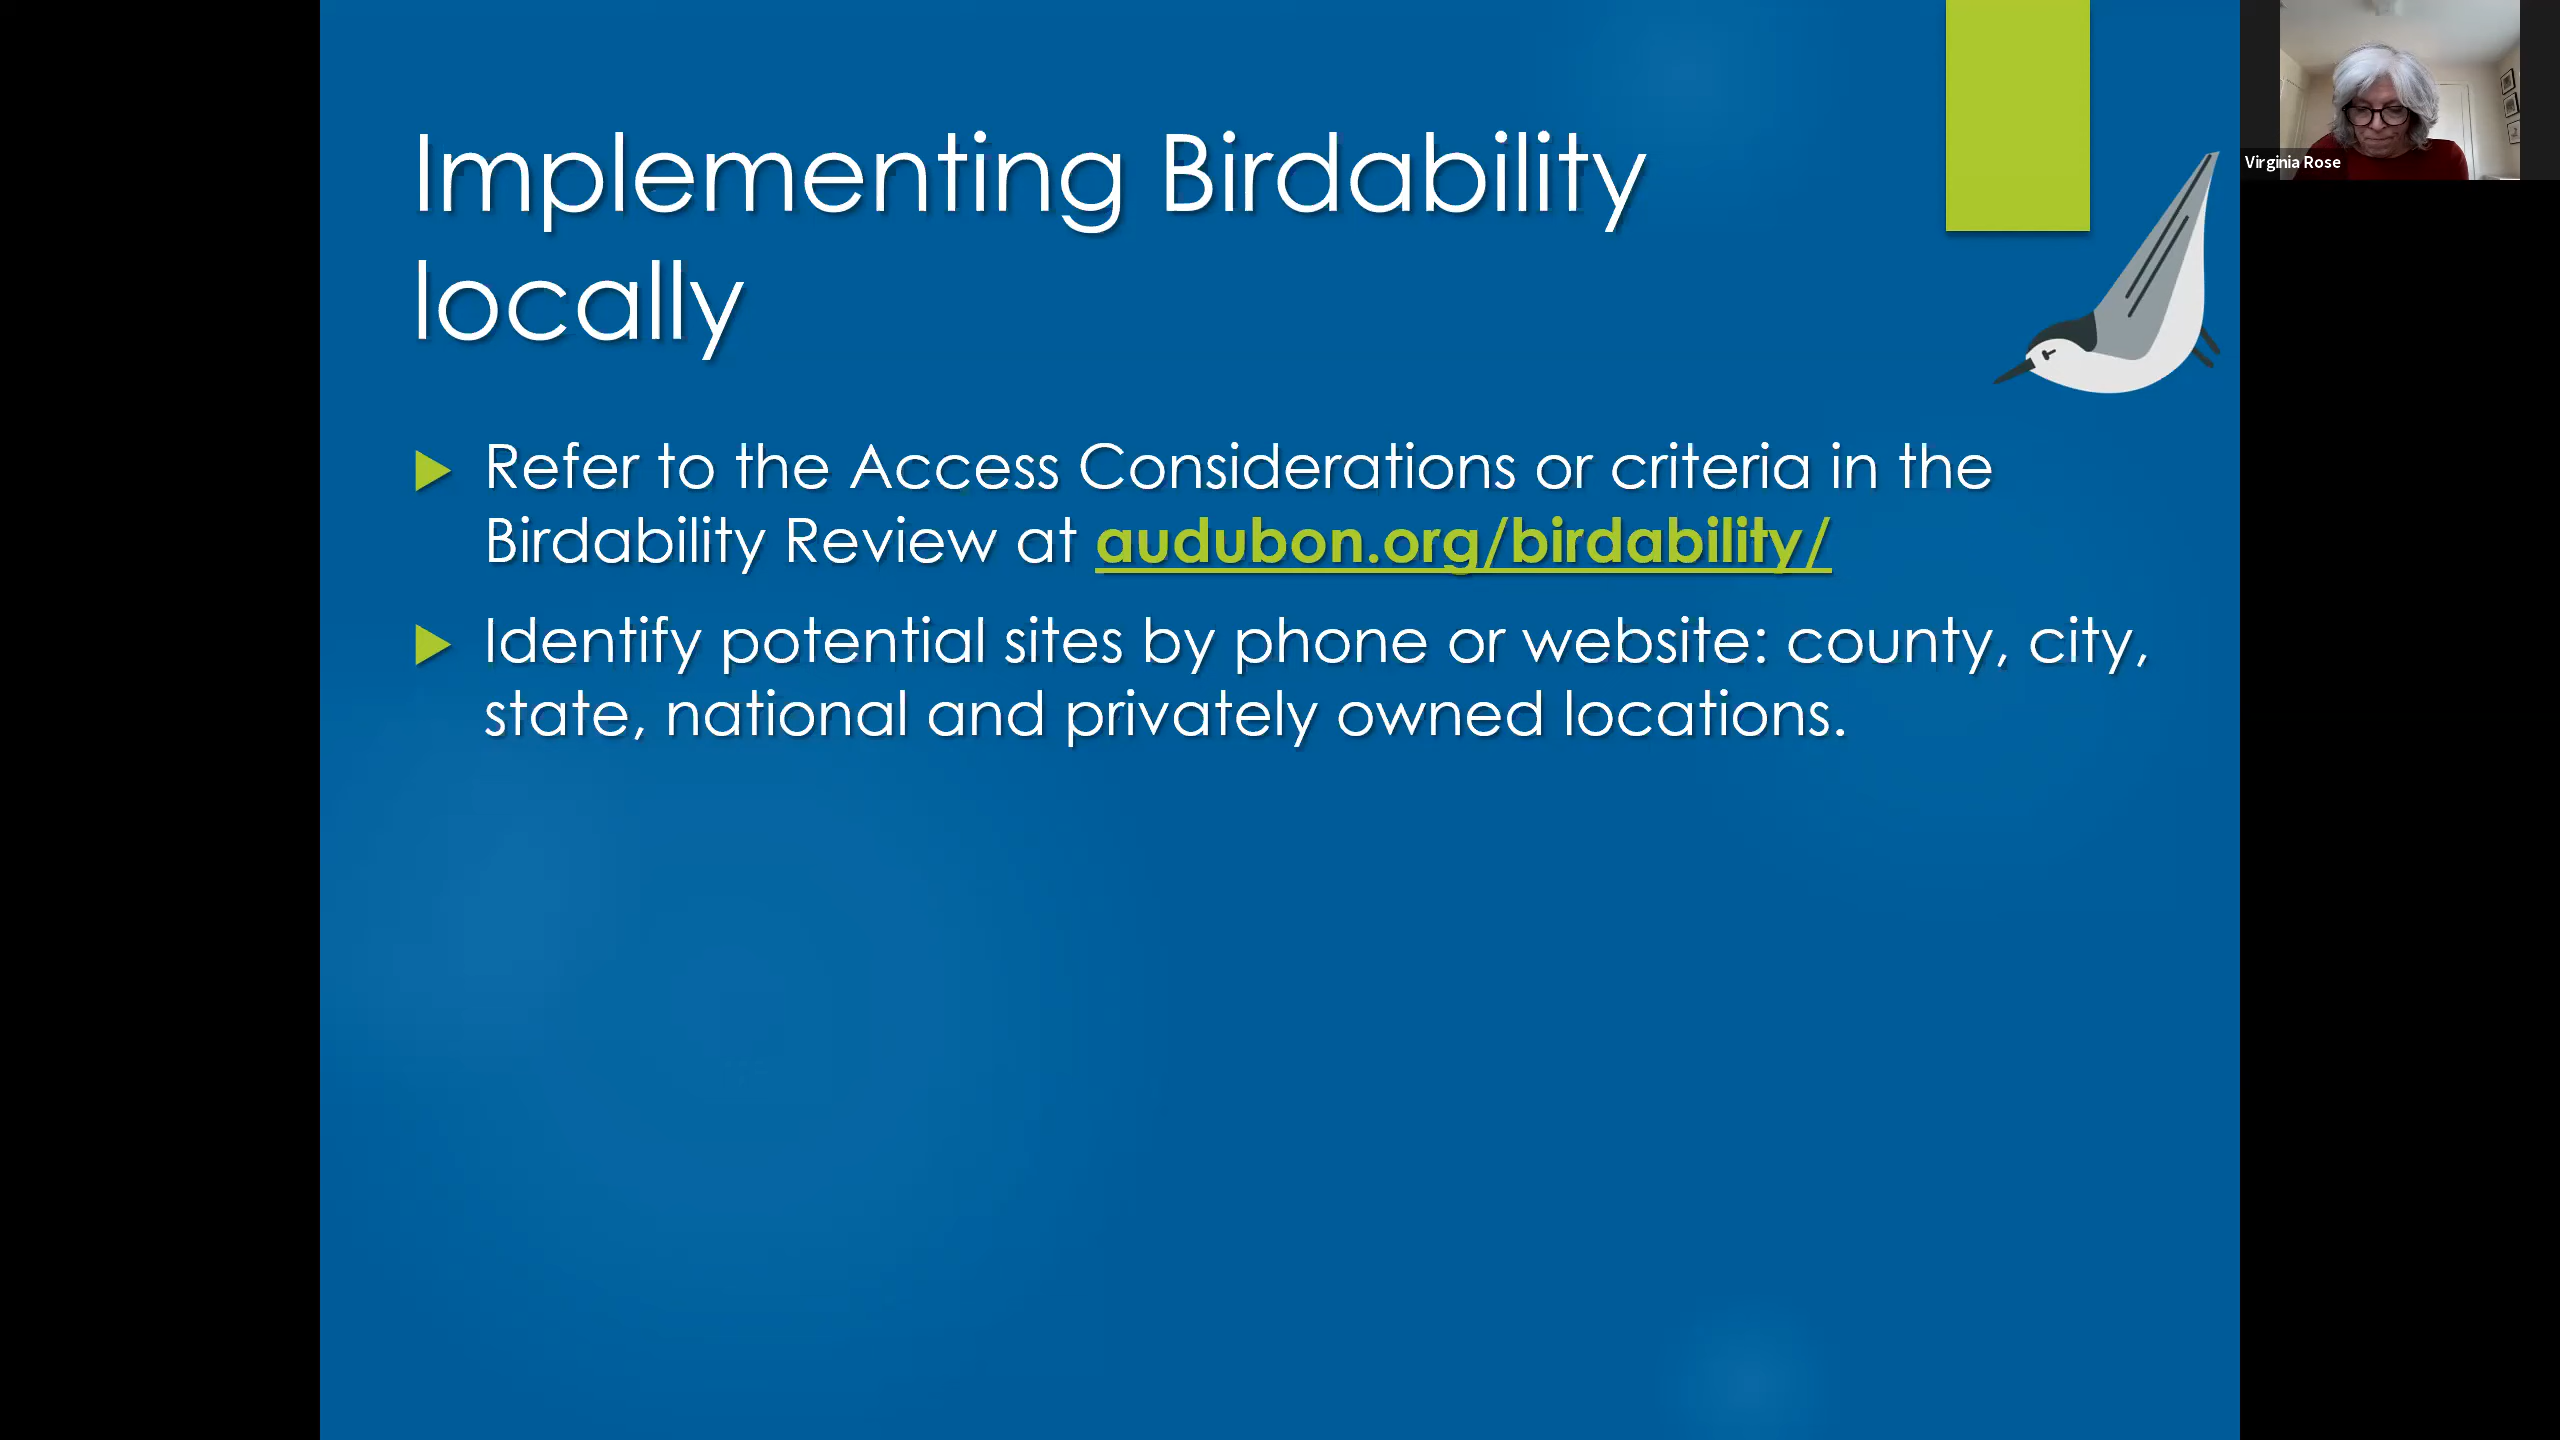 Implementing Birdability
locally
Refer to the Access Considerations or criteria in the
Birdability Review at audubon.org/birdability/
Identify potential sites by phone or website: county, city,
state, national and privately owned locations.
Virginia Rose